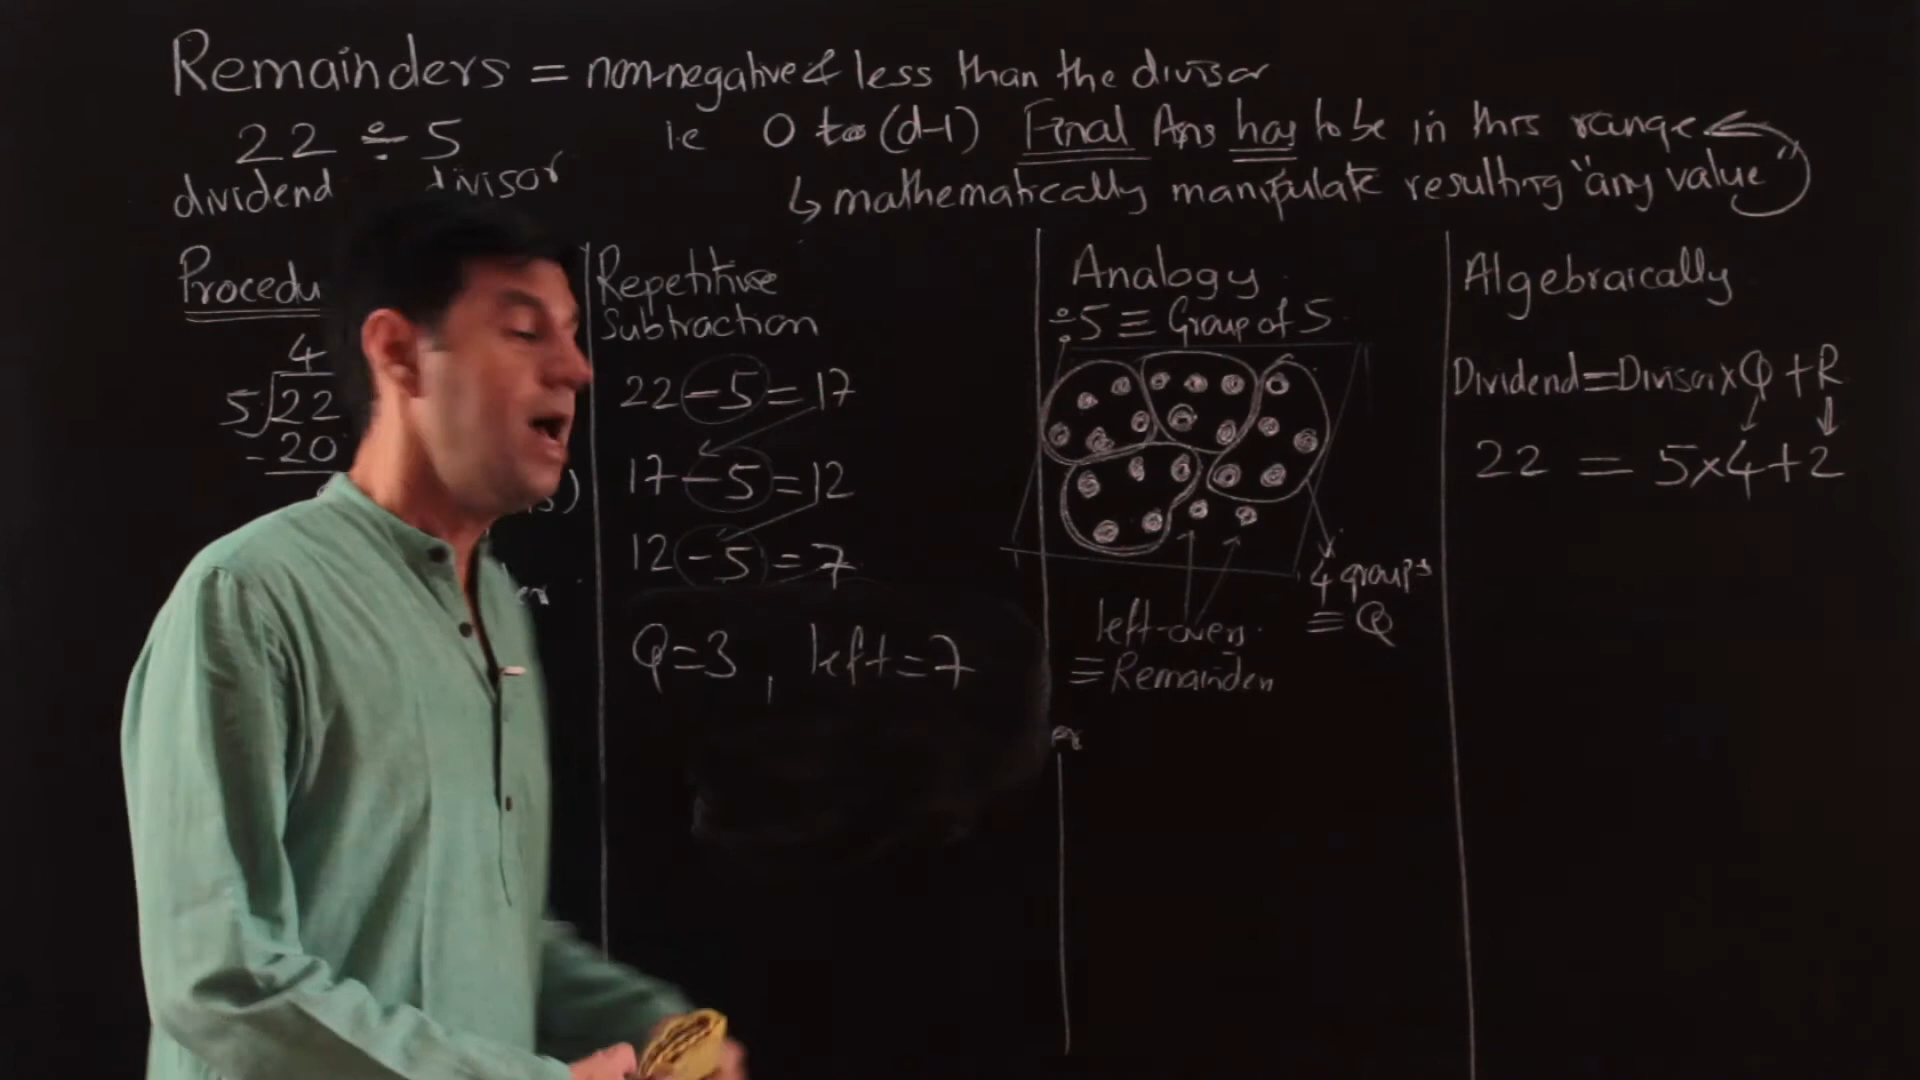 Remainders = non-negative & less than the divisor
22 ÷ 5
i.e 0 to (d-1) Final Ans has to be in this range
dividend divisor
↳ mathematically manipulate resulting "any value"
Procedu
4
5)22
-20
Repetitive
Subtraction
22 - 5 = 17
17 - 5 = 12
12 - 5 = 7
Q = 3, left = 7
Analogy
÷5 ≡ Group of 5
4 groups
≡ Q
left-overs
≡ Remainder
Algebraically
Dividend = Divisor x Q + R
22 = 5x4+2